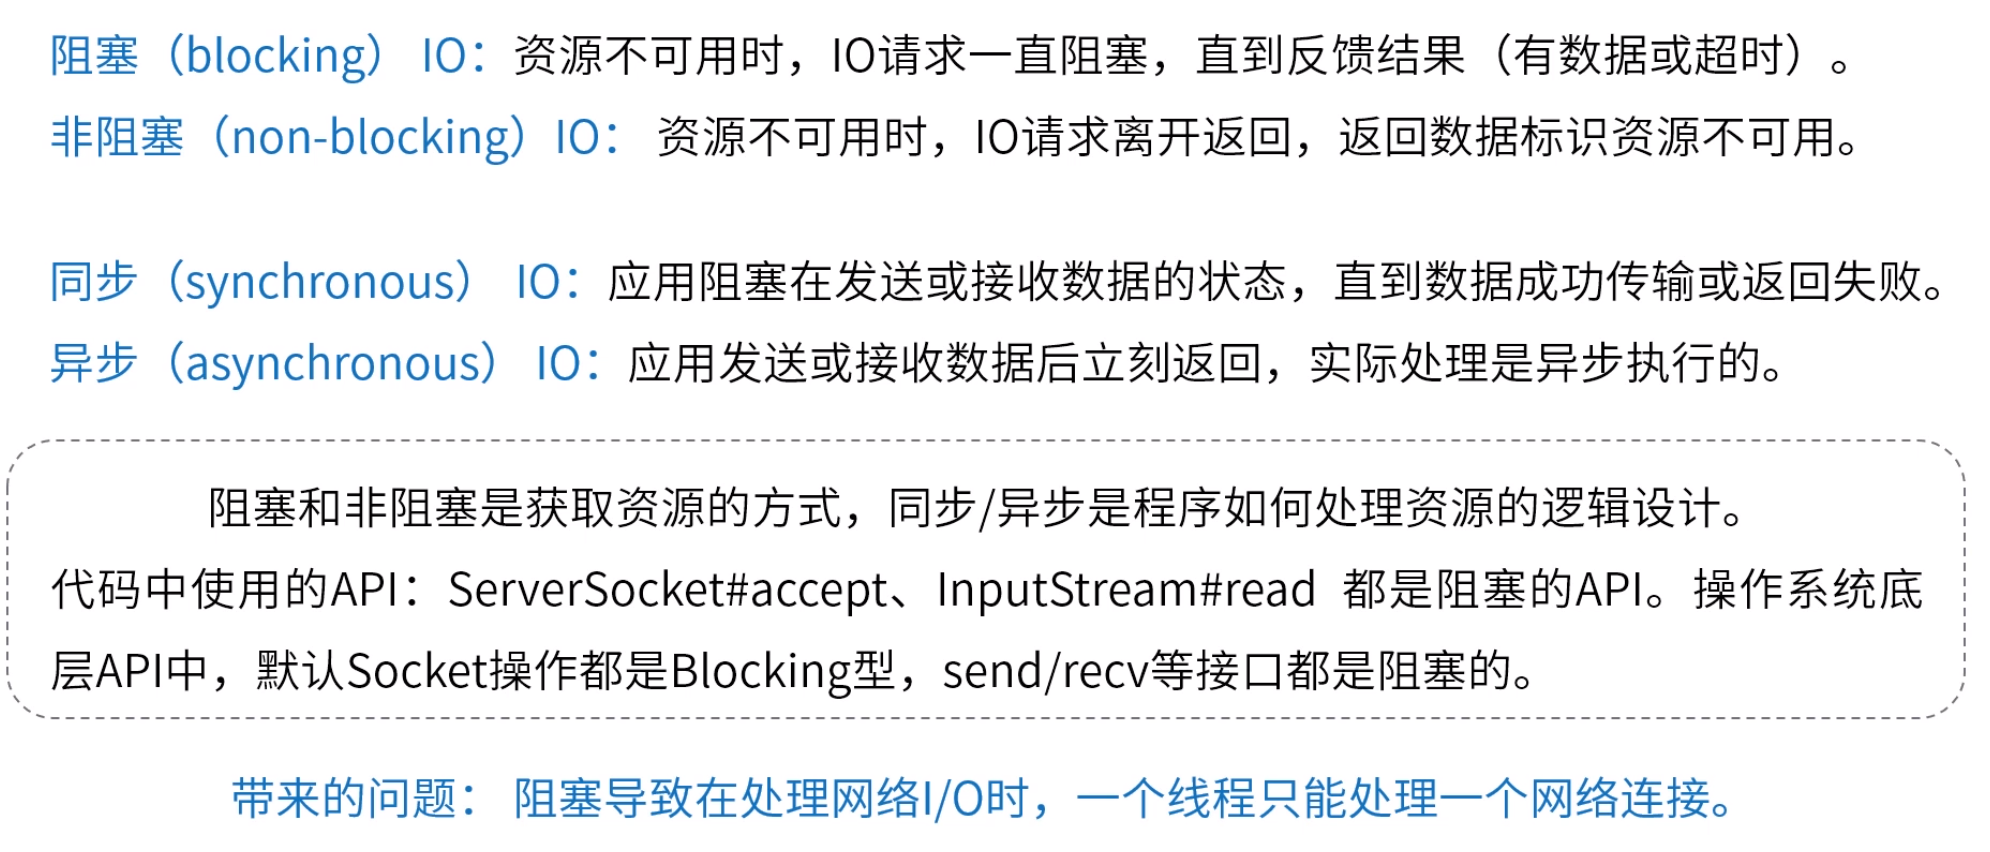 阻塞（blocking） IO：资源不可用时，IO请求一直阻塞，直到反馈结果（有数据或超时）。
非阻塞（non-blocking）IO： 资源不可用时，IO请求离开返回，返回数据标识资源不可用。
同步（synchronous） IO：应用阻塞在发送或接收数据的状态，直到数据成功传输或返回失败。
异步（asynchronous） IO：应用发送或接收数据后立刻返回，实际处理是异步执行的。
阻塞和非阻塞是获取资源的方式，同步/异步是程序如何处理资源的逻辑设计。
代码中使用的API：ServerSocket#accept、InputStream#read 都是阻塞的API。操作系统底
层API中，默认Socket操作都是Blocking型，send/recv等接口都是阻塞的。
带来的问题： 阻塞导致在处理网络I/O时，一个线程只能处理一个网络连接。